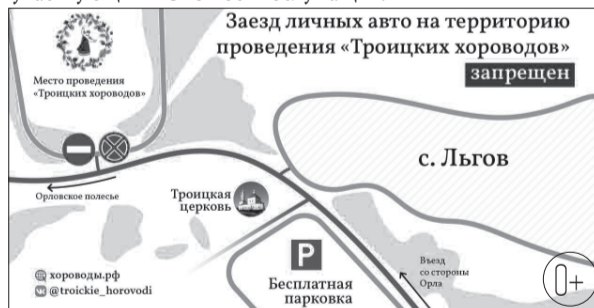 Заезд личных авто на территорию
проведения «Троицких хороводов»
запрещен
Место проведения
«Троицких хороводов»
с. Льгов
Орловское полесье
Троицкая
церковь
P
Бесплатная
парковка
Въезд
со стороны
Орла
хороводы.рф
@troickie_horovodi
0+